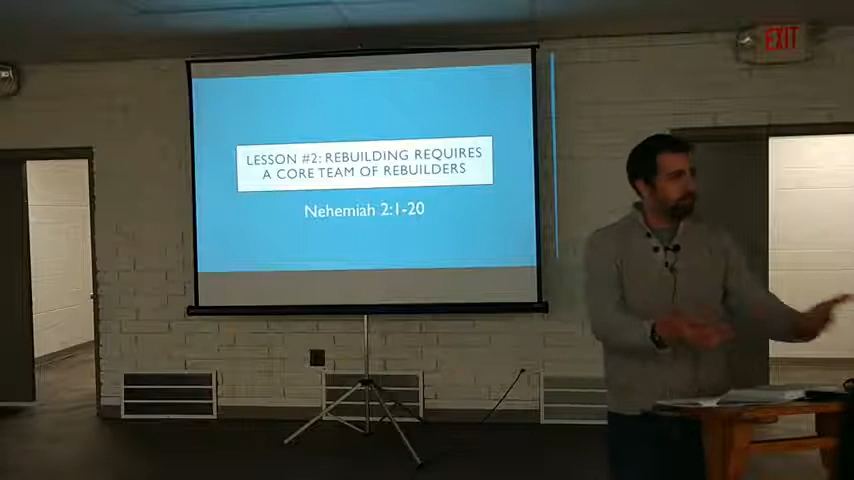 LESSON #2: REBUILDING REQUIRES
A CORE TEAM OF REBUILDERS
Nehemiah 2:1-20
EXIT